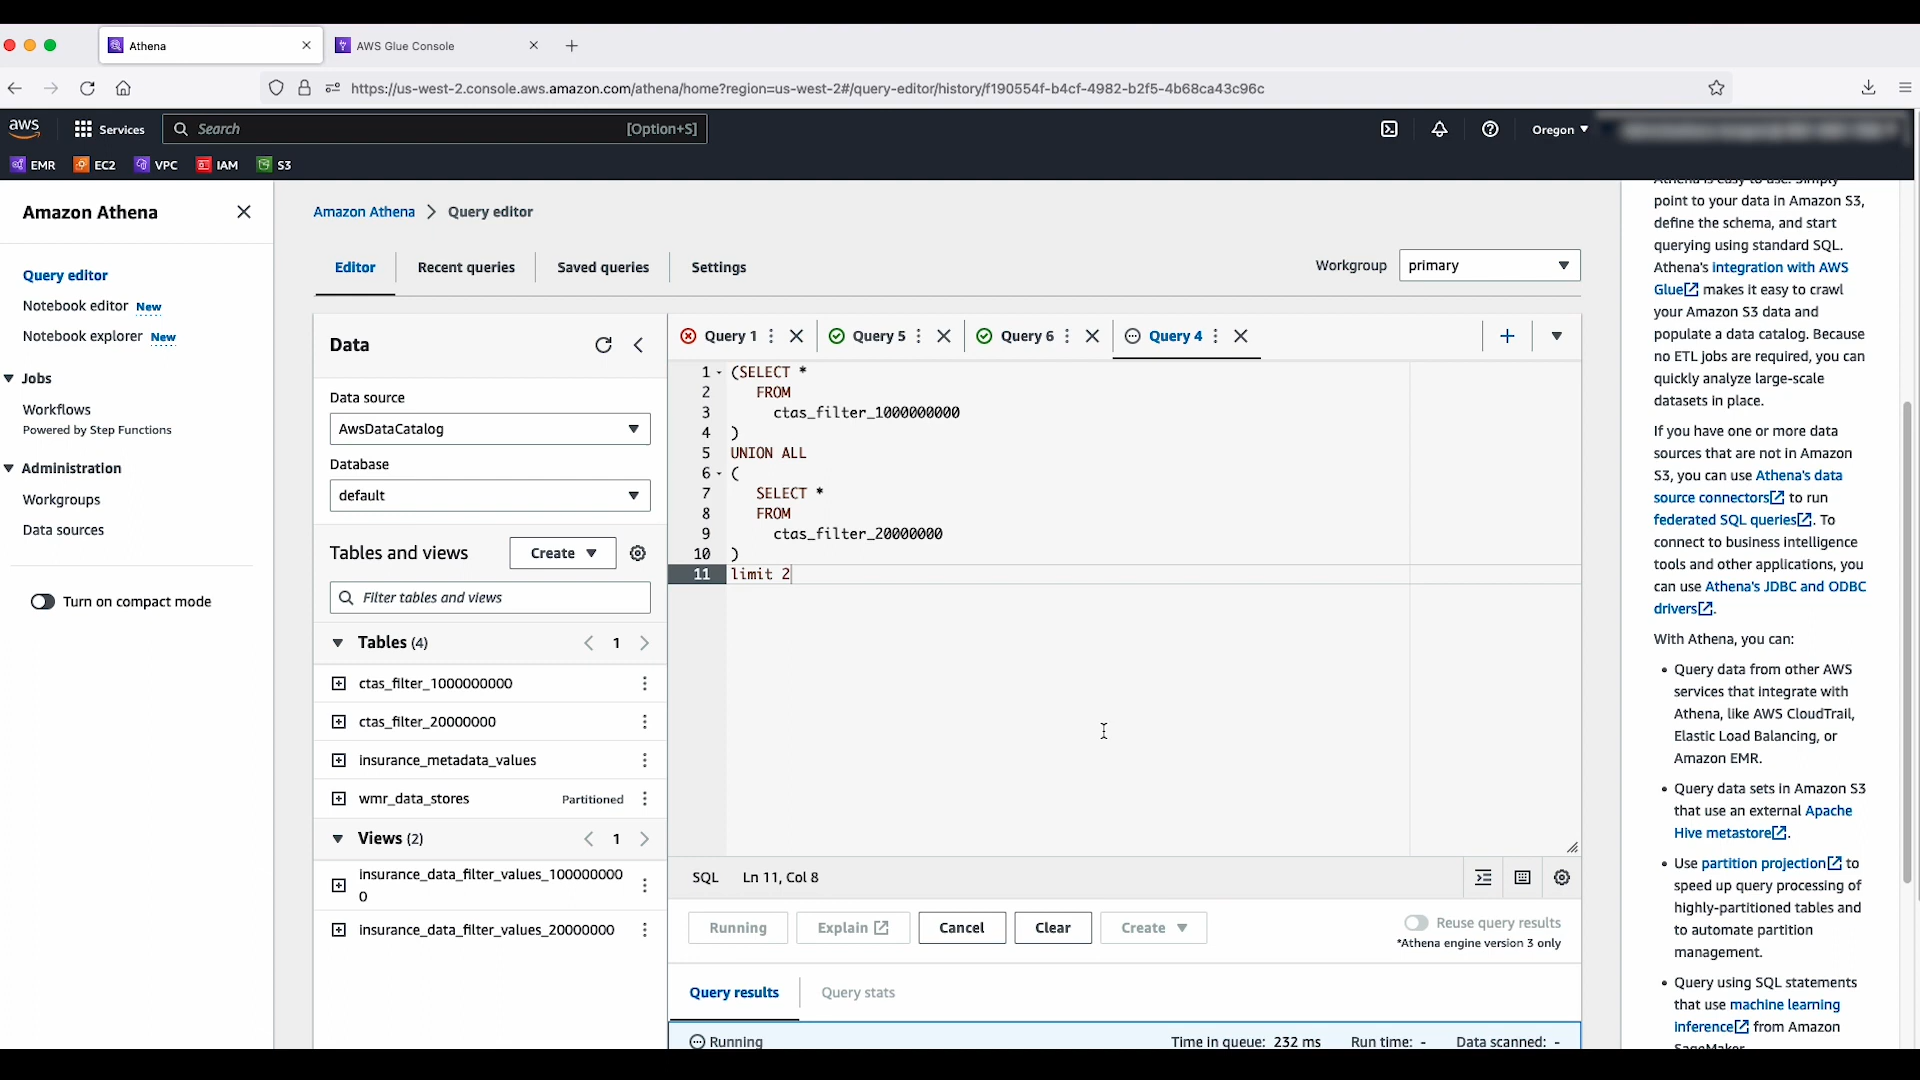 Athena
AWS Glue Console
https://us-west-2.console.aws.amazon.com/athena/home?region=us-west-2#/query-editor/history/f190554f-b4cf-4982-b2f5-4b68ca43c96c
aws
Services
Search
[Option+S]
Oregon
EMR
EC2
VPC
IAM
S3
Amazon Athena
Query editor
Notebook editor New
Notebook explorer New
Jobs
Workflows
Powered by Step Functions
Administration
Workgroups
Data sources
Turn on compact mode
Amazon Athena > Query editor
Editor
Recent queries
Saved queries
Settings
Workgroup
primary
Data
Data source
AwsDataCatalog
Database
default
Tables and views
Create
Filter tables and views
Tables (4)
1
ctas_filter_1000000000
ctas_filter_20000000
insurance_metadata_values
wmr_data_stores
Partitioned
Views (2)
1
insurance_data_filter_values_100000000
0
insurance_data_filter_values_20000000
Query 1
Query 5
Query 6
Query 4
1 (SELECT *
2 FROM
3 ctas_filter_1000000000
4 )
5 UNION ALL
6 (
7 SELECT *
8 FROM
9 ctas_filter_20000000
10 )
11 limit 2
SQL
Ln 11, Col 8
Running
Explain
Cancel
Clear
Create
Reuse query results
*Athena engine version 3 only
Query results
Query stats
Running
Time in queue: 232 ms
Run time: -
Data scanned: -
Athena is easy to use. Simply
point to your data in Amazon S3,
define the schema, and start
querying using standard SQL.
Athena's integration with AWS
Glue makes it easy to crawl
your Amazon S3 data and
populate a data catalog. Because
no ETL jobs are required, you can
quickly analyze large-scale
datasets in place.
If you have one or more data
sources that are not in Amazon
S3, you can use Athena's data
source connectors to run
federated SQL queries. To
connect to business intelligence
tools and other applications, you
can use Athena's JDBC and ODBC
drivers.
With Athena, you can:
• Query data from other AWS
services that integrate with
Athena, like AWS CloudTrail,
Elastic Load Balancing, or
Amazon EMR.
• Query data sets in Amazon S3
that use an external Apache
Hive metastore.
• Use partition projection to
speed up query processing of
highly-partitioned tables and
to automate partition
management.
• Query using SQL statements
that use machine learning
inference from Amazon
SageMaker